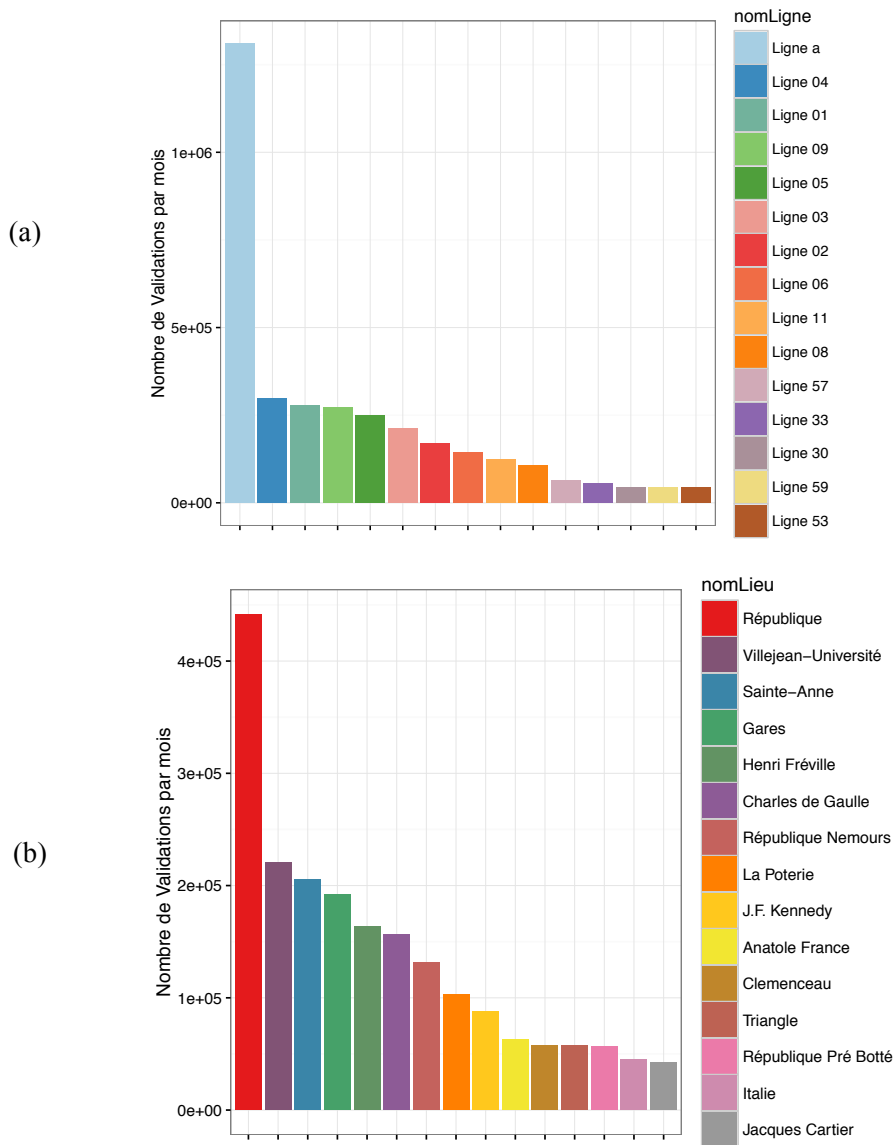 (a)
Nombre de Validations par mois
1e+06
5e+05
0e+00
nomLigne
Ligne a
Ligne 04
Ligne 01
Ligne 09
Ligne 05
Ligne 03
Ligne 02
Ligne 06
Ligne 11
Ligne 08
Ligne 57
Ligne 33
Ligne 30
Ligne 59
Ligne 53
(b)
Nombre de Validations par mois
4e+05
3e+05
2e+05
1e+05
0e+00
nomLieu
République
Villejean−Université
Sainte−Anne
Gares
Henri Fréville
Charles de Gaulle
République Nemours
La Poterie
J.F. Kennedy
Anatole France
Clemenceau
Triangle
République Pré Botté
Italie
Jacques Cartier